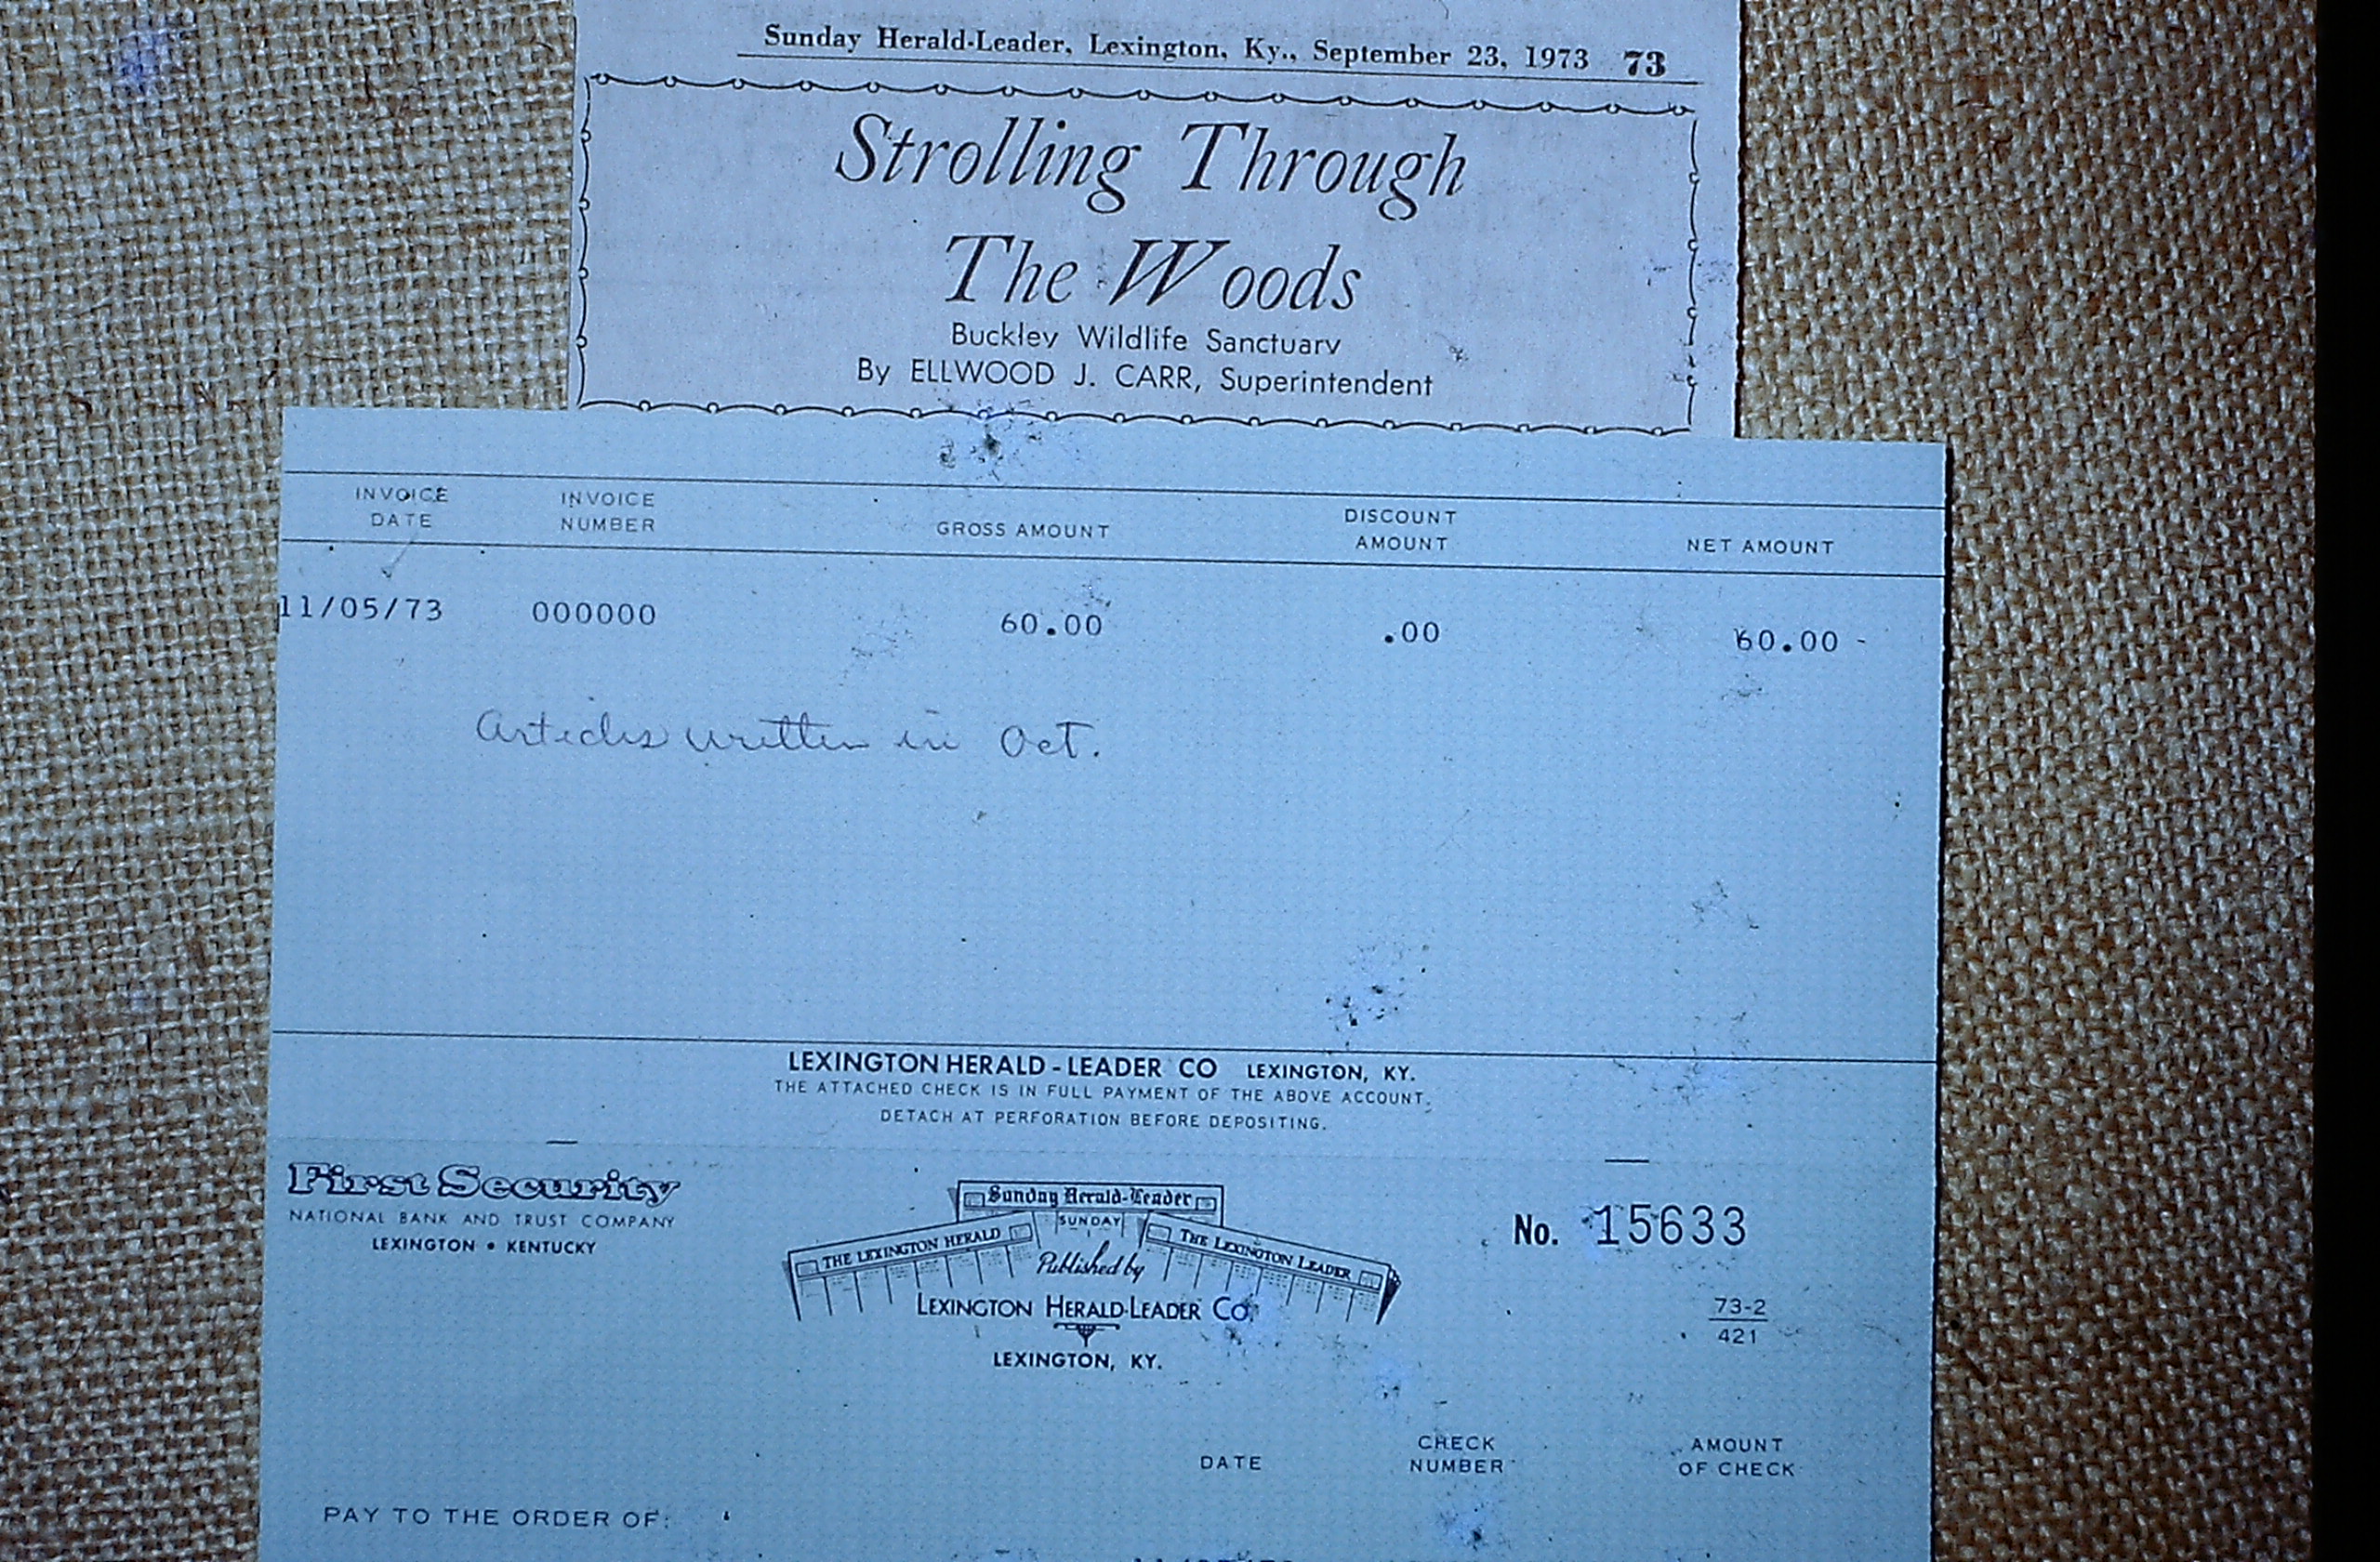 Sunday Herald-Leader, Lexington, Ky., September 23, 1973 73
Strolling Through
The Woods
Buckley Wildlife Sanctuary
By ELLWOOD J. CARR, Superintendent
INVOICE DATE INVOICE NUMBER GROSS AMOUNT DISCOUNT AMOUNT NET AMOUNT
11/05/73 000000 60.00 .00 60.00
Articles written in Oct.
LEXINGTON HERALD-LEADER CO LEXINGTON, KY.
THE ATTACHED CHECK IS IN FULL PAYMENT OF THE ABOVE ACCOUNT.
DETACH AT PERFORATION BEFORE DEPOSITING.
First Security
NATIONAL BANK AND TRUST COMPANY
LEXINGTON • KENTUCKY
Sunday Herald-Leader
SUNDAY
THE LEXINGTON HERALD
THE LEXINGTON LEADER
Published by
LEXINGTON HERALD-LEADER CO.
LEXINGTON, KY.
No. 15633
73-2
421
DATE CHECK NUMBER AMOUNT OF CHECK
PAY TO THE ORDER OF: